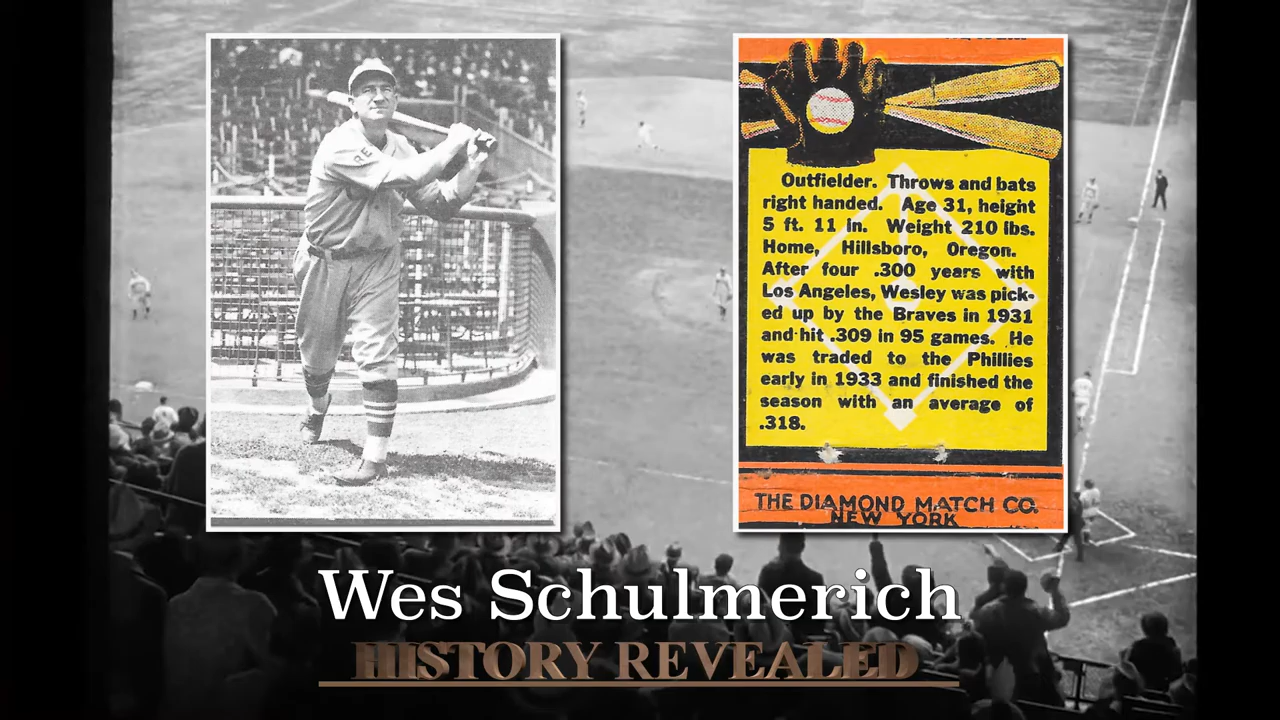 RE
Outfielder. Throws and bats
right handed. Age 31, height
5 ft. 11 in. Weight 210 lbs.
Home, Hillsboro, Oregon.
After four .300 years with
Los Angeles, Wesley was pick-
ed up by the Braves in 1931
and hit .309 in 95 games. He
was traded to the Phillies
early in 1933 and finished the
season with an average of
.318.
THE DIAMOND MATCH CO.
NEW YORK
Wes Schulmerich
HISTORY REVEALED